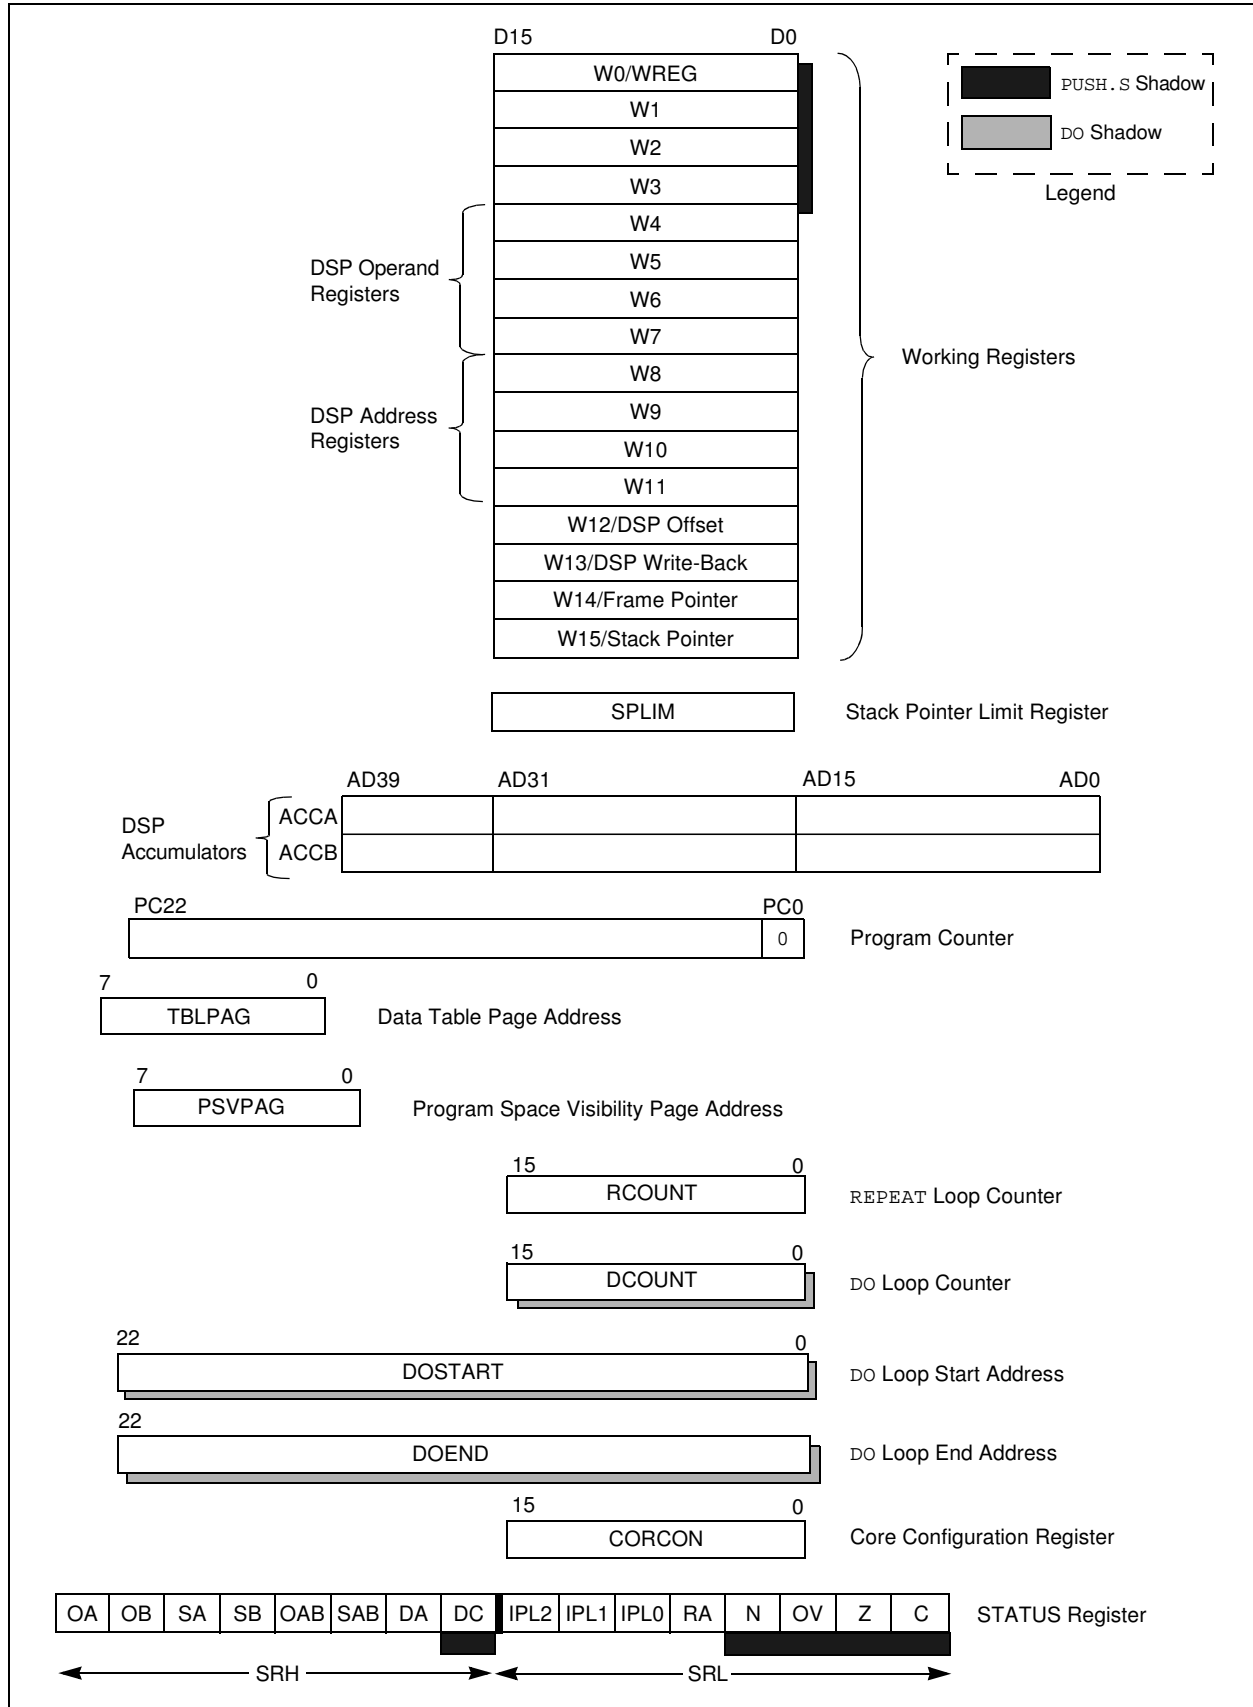 D15 D0
W0/WREG
PUSH.S Shadow
W1
DO Shadow
W2
W3
Legend
W4
DSP Operand
Registers
W5
W6
W7
Working Registers
W8
DSP Address
Registers
W9
W10
W11
W12/DSP Offset
W13/DSP Write-Back
W14/Frame Pointer
W15/Stack Pointer
SPLIM Stack Pointer Limit Register
AD39 AD31 AD15 AD0
DSP
Accumulators
ACCA
ACCB
PC22 PC0
0 Program Counter
7 0
TBLPAG Data Table Page Address
7 0
PSVPAG Program Space Visibility Page Address
15 0
RCOUNT REPEAT Loop Counter
15 0
DCOUNT DO Loop Counter
22 0
DOSTART DO Loop Start Address
22
DOEND DO Loop End Address
15 0
CORCON Core Configuration Register
OA OB SA SB OAB SAB DA DC IPL2 IPL1 IPL0 RA N OV Z C STATUS Register
SRH SRL